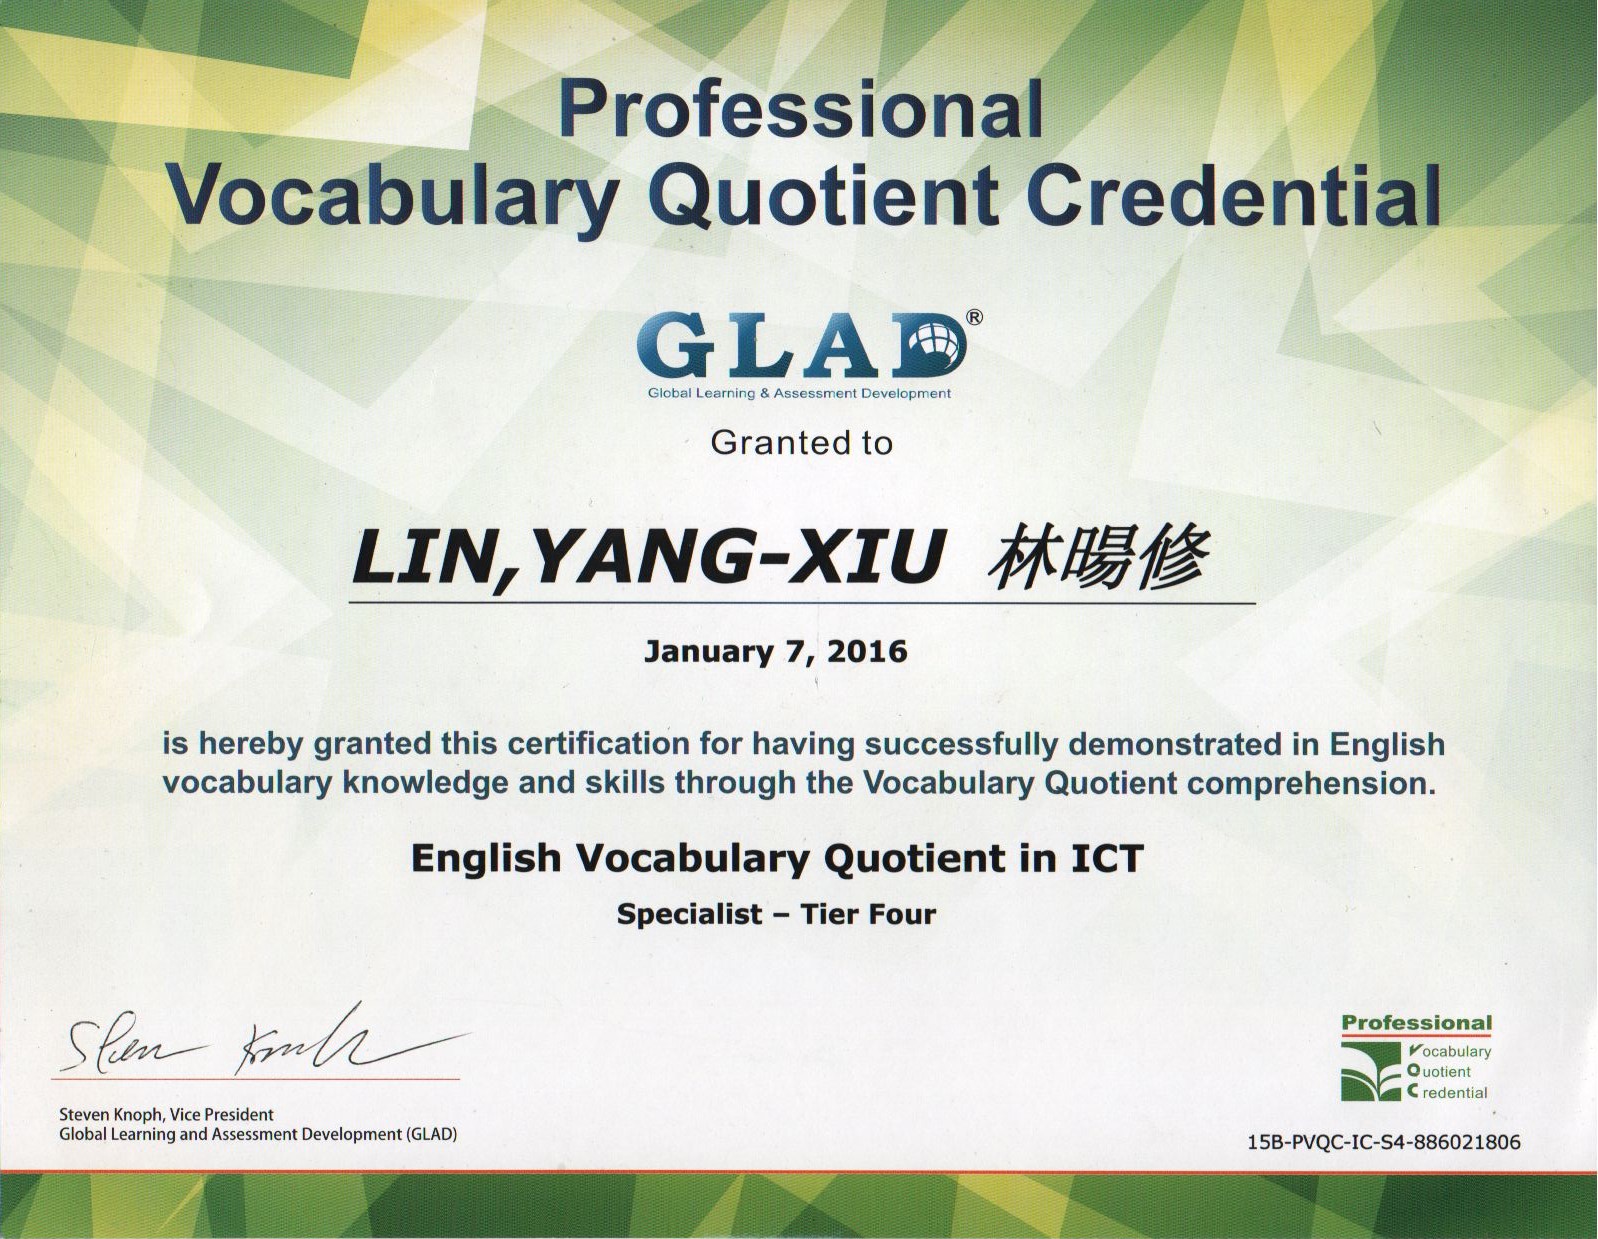 Professional
Vocabulary Quotient Credential
GLAD®
Global Learning & Assessment Development
Granted to
LIN,YANG-XIU 林暘修
January 7, 2016
is hereby granted this certification for having successfully demonstrated in English
vocabulary knowledge and skills through the Vocabulary Quotient comprehension.
English Vocabulary Quotient in ICT
Specialist – Tier Four
Steven Knoph, Vice President
Global Learning and Assessment Development (GLAD)
Professional
Vocabulary
Quotient
Credential
15B-PVQC-IC-S4-886021806